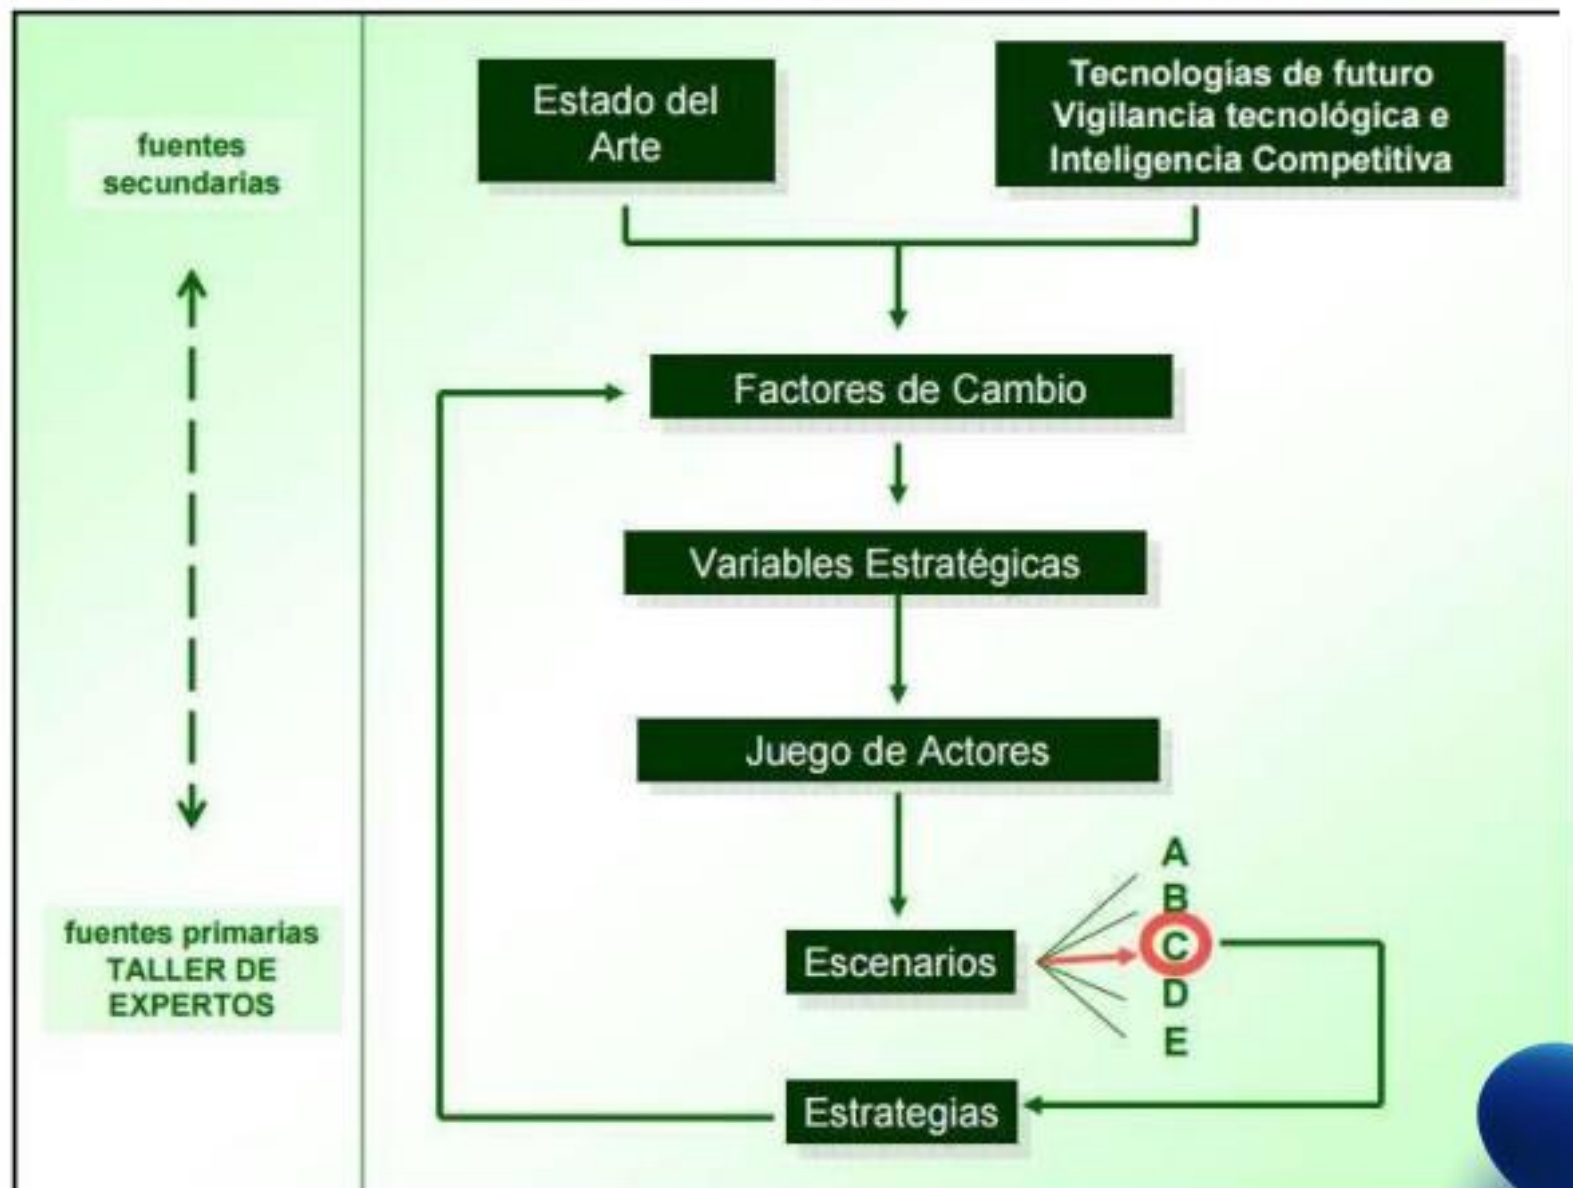 fuentes
secundarias
fuentes primarias
TALLER DE
EXPERTOS
Estado del
Arte
Tecnologías de futuro
Vigilancia tecnológica e
Inteligencia Competitiva
Factores de Cambio
Variables Estratégicas
Juego de Actores
Escenarios
A
B
C
D
E
Estrategias